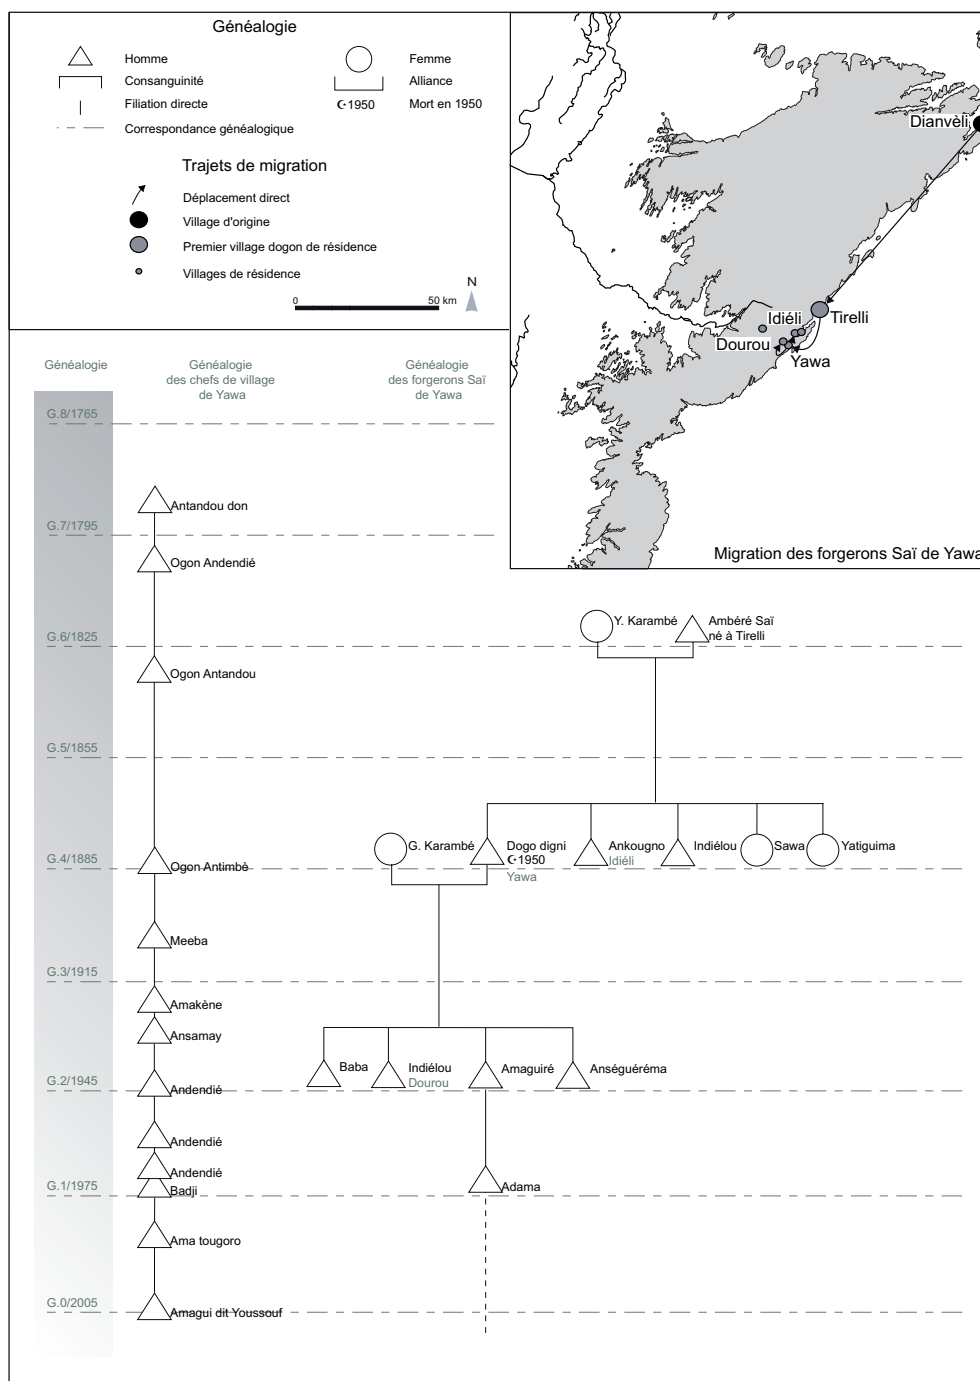 Généalogie
Homme
Femme
Consanguinité
Alliance
Filiation directe
1950
Mort en 1950
Correspondance généalogique
Trajets de migration
Déplacement direct
Village d'origine
Premier village dogon de résidence
Villages de résidence
N
0
50 km
Dianvèli
Idiéli
Tirelli
Dourou
Yawa
Migration des forgerons Saï de Yawa
Généalogie
Généalogie
des chefs de village
de Yawa
Généalogie
des forgerons Saï
de Yawa
G.8/1765
Antandou don
G.7/1795
Ogon Andendié
Y. Karambé
Ambéré Saï
né à Tirelli
G.6/1825
Ogon Antandou
G.5/1855
G. Karambé
Dogo digni
1950
Yawa
Ankougno
Idiéli
Indiélou
Sawa
Yatiguima
G.4/1885
Ogon Antimbè
Meeba
G.3/1915
Amakène
Ansamay
Baba
Indiélou
Dourou
Amaguiré
Anséguéréma
G.2/1945
Andendié
Andendié
Andendié
G.1/1975
Badji
Adama
Ama tougoro
G.0/2005
Amagui dit Youssouf